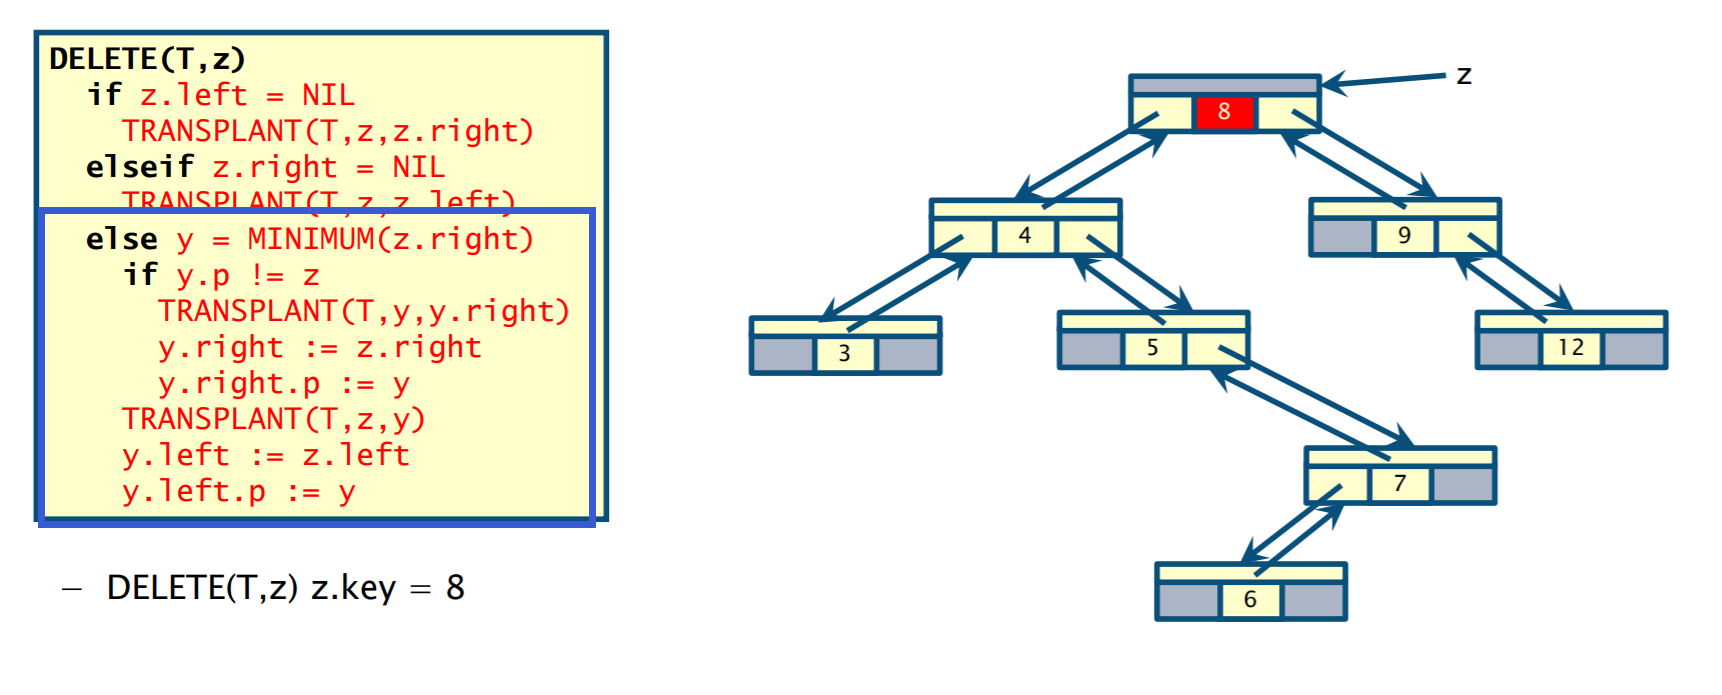 DELETE(T,z)
if z.left = NIL
TRANSPLANT(T,z,z.right)
elseif z.right = NIL
TRANSPLANT(T,z,z.left)
else y = MINIMUM(z.right)
if y.p != z
TRANSPLANT(T,y,y.right)
y.right := z.right
y.right.p := y
TRANSPLANT(T,z,y)
y.left := z.left
y.left.p := y
– DELETE(T,z) z.key = 8
z
8
4
9
3
5
12
7
6